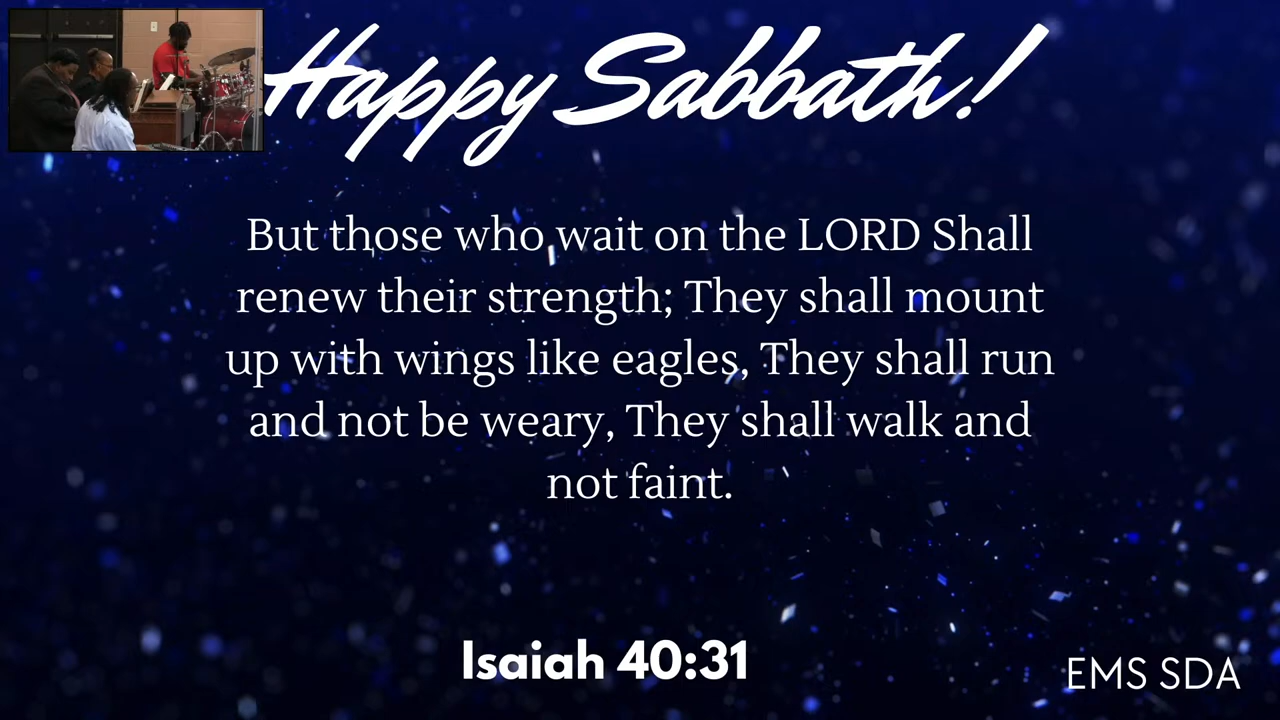 Happy Sabbath!
But those who wait on the LORD Shall
renew their strength; They shall mount
up with wings like eagles, They shall run
and not be weary, They shall walk and
not faint.
Isaiah 40:31
EMS SDA